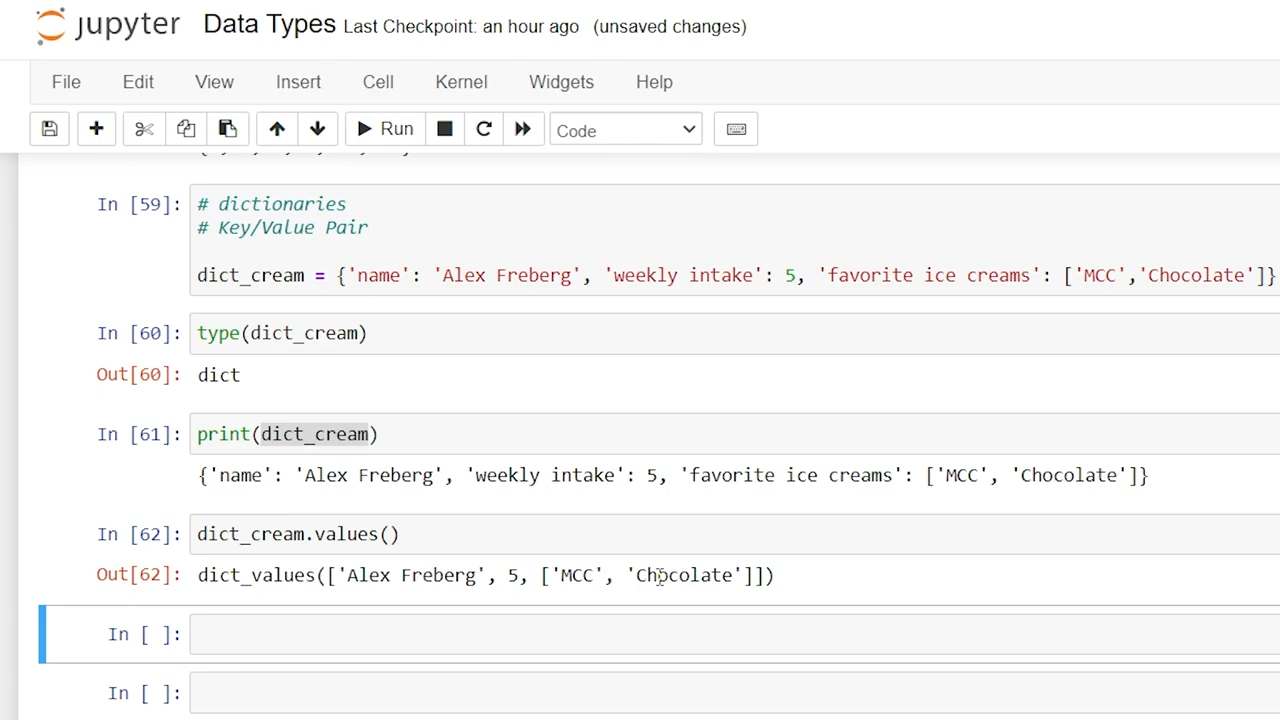 jupyter Data Types Last Checkpoint: an hour ago (unsaved changes)
File Edit View Insert Cell Kernel Widgets Help
Run Code
In [59]: # dictionaries
# Key/Value Pair
dict_cream = {'name': 'Alex Freberg', 'weekly intake': 5, 'favorite ice creams': ['MCC','Chocolate']}
In [60]: type(dict_cream)
Out[60]: dict
In [61]: print(dict_cream)
{'name': 'Alex Freberg', 'weekly intake': 5, 'favorite ice creams': ['MCC', 'Chocolate']}
In [62]: dict_cream.values()
Out[62]: dict_values(['Alex Freberg', 5, ['MCC', 'Chocolate']])
In [ ]:
In [ ]: